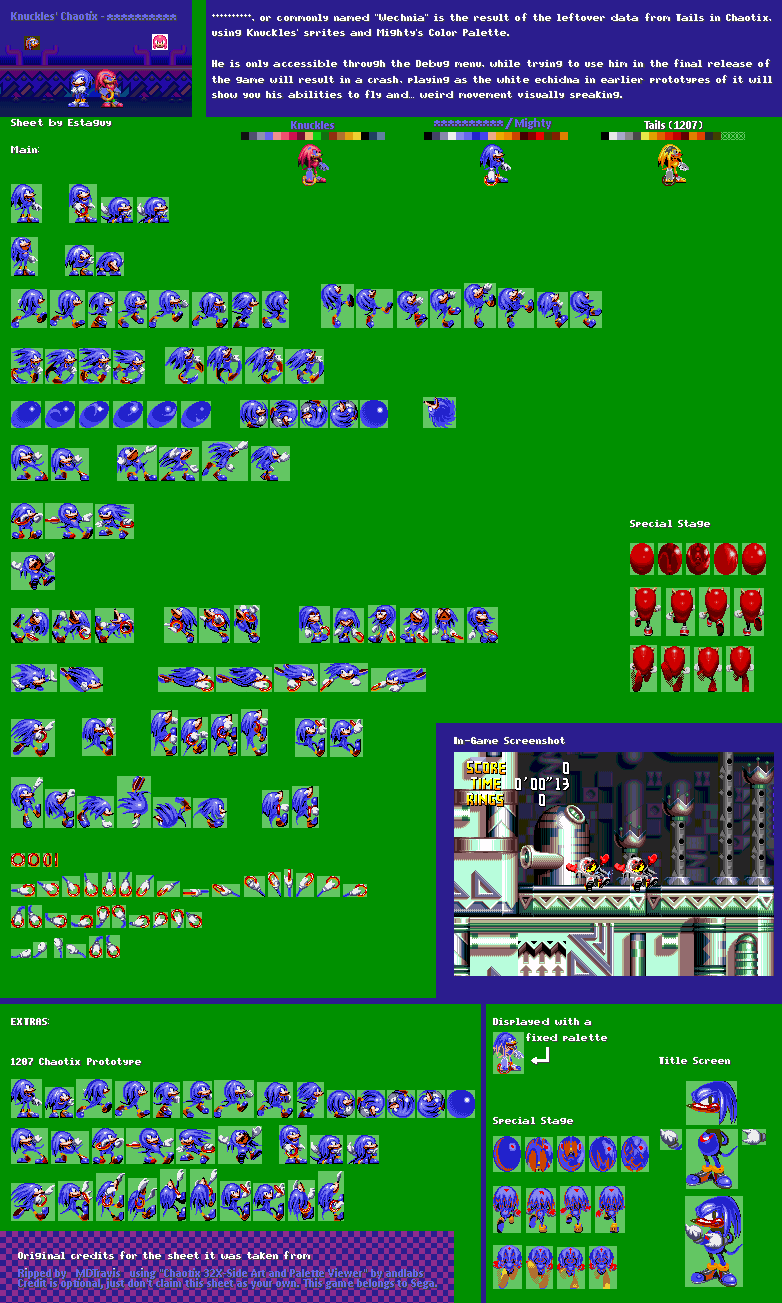 Knuckles' Chaotix - **********
**********, or commonly named "Wechnia" is the result of the leftover data from Tails in Chaotix,
using Knuckles' sprites and Mighty's Color Palette.
He is only accessible through the Debug menu, while trying to use him in the final release of
the game will result in a crash, playing as the white echidna in earlier prototypes of it will
show you his abilities to fly and... weird movement visually speaking.
Sheet by Estaguy
Knuckles
********** / Mighty
Tails (1207)
Main:
Special Stage
In-Game Screenshot
SCORE 0
TIME 0'00"13
RINGS 0
EXTRAS:
1207 Chaotix Prototype
Displayed with a
fixed palette
Title Screen
Special Stage
Original credits for the sheet it was taken from
Ripped by _MDTravis_ using "Chaotix 32X-Side Art and Palette Viewer" by andlabs
Credit is optional, just don't claim this sheet as your own. This game belongs to Sega.